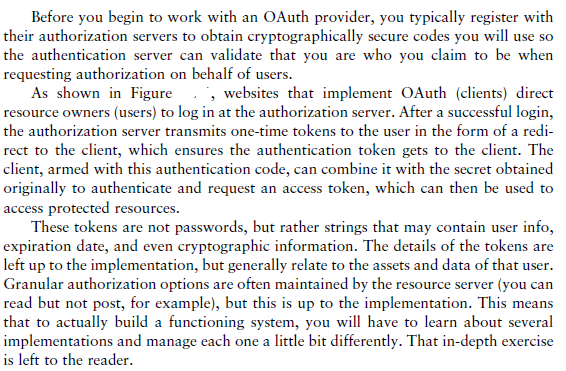 Before you begin to work with an OAuth provider, you typically register with
their authorization servers to obtain cryptographically secure codes you will use so
the authentication server can validate that you are who you claim to be when
requesting authorization on behalf of users.
As shown in Figure , websites that implement OAuth (clients) direct
resource owners (users) to log in at the authorization server. After a successful login,
the authorization server transmits one-time tokens to the user in the form of a redi-
rect to the client, which ensures the authentication token gets to the client. The
client, armed with this authentication code, can combine it with the secret obtained
originally to authenticate and request an access token, which can then be used to
access protected resources.
These tokens are not passwords, but rather strings that may contain user info,
expiration date, and even cryptographic information. The details of the tokens are
left up to the implementation, but generally relate to the assets and data of that user.
Granular authorization options are often maintained by the resource server (you can
read but not post, for example), but this is up to the implementation. This means
that to actually build a functioning system, you will have to learn about several
implementations and manage each one a little bit differently. That in-depth exercise
is left to the reader.